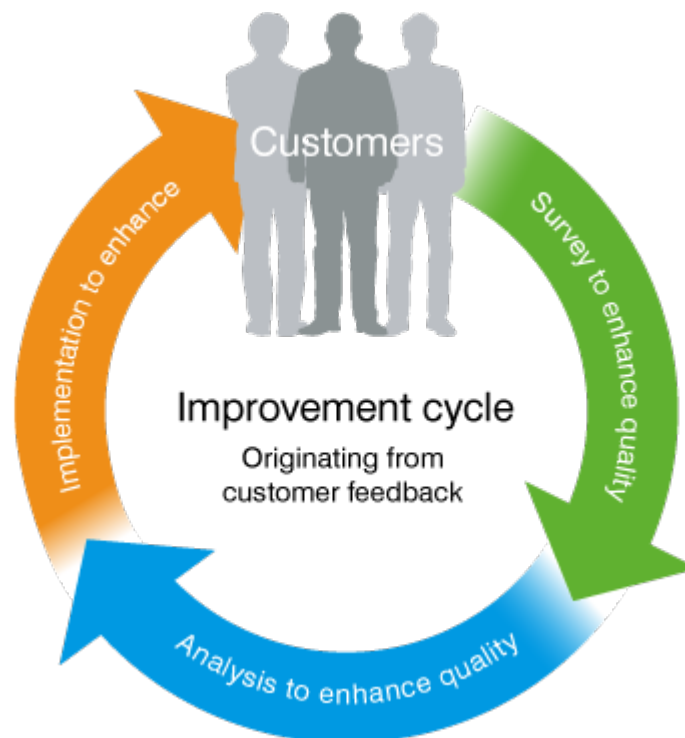 Customers
Survey to enhance quality
Analysis to enhance quality
Implementation to enhance
Improvement cycle
Originating from
customer feedback